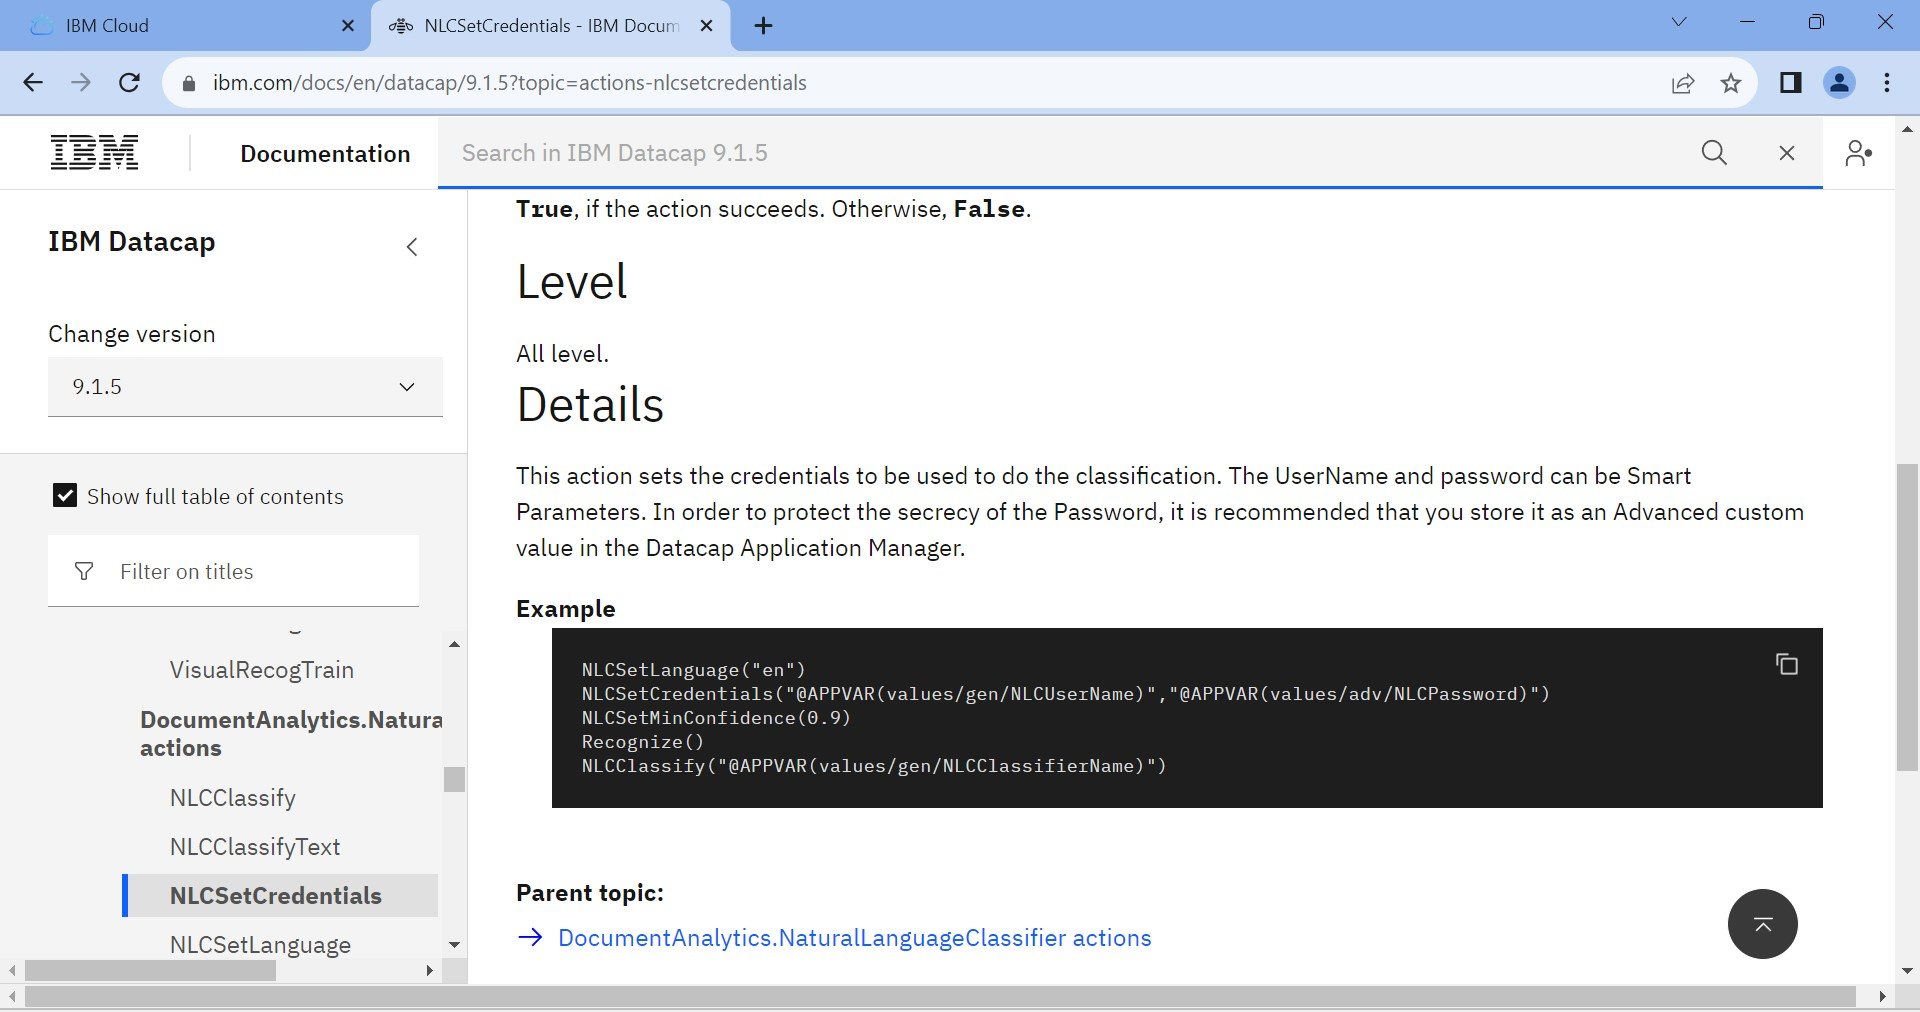 IBM Cloud
NLCSetCredentials - IBM Docum
ibm.com/docs/en/datacap/9.1.5?topic=actions-nlcsetcredentials
IBM
Documentation
Search in IBM Datacap 9.1.5
IBM Datacap
Change version
9.1.5
Show full table of contents
Filter on titles
VisualRecogTrain
DocumentAnalytics.Natura
actions
NLCClassify
NLCClassifyText
NLCSetCredentials
NLCSetLanguage
True, if the action succeeds. Otherwise, False.
Level
All level.
Details
This action sets the credentials to be used to do the classification. The UserName and password can be Smart
Parameters. In order to protect the secrecy of the Password, it is recommended that you store it as an Advanced custom
value in the Datacap Application Manager.
Example
NLCSetLanguage("en")
NLCSetCredentials("@APPVAR(values/gen/NLCUserName)","@APPVAR(values/adv/NLCPassword)")
NLCSetMinConfidence(0.9)
Recognize()
NLCClassify("@APPVAR(values/gen/NLCClassifierName)")
Parent topic:
DocumentAnalytics.NaturalLanguageClassifier actions